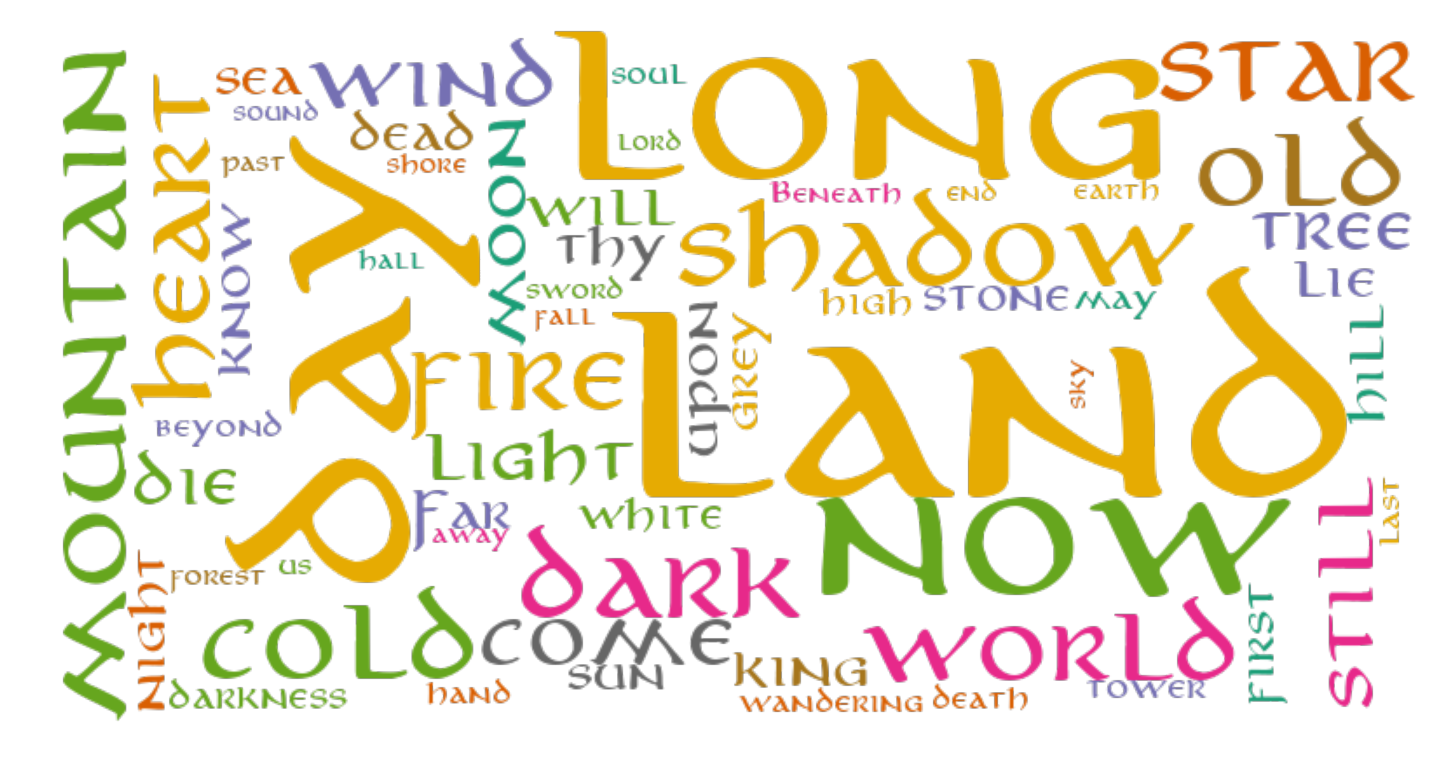 MOUNTAIN
heart
SEA
WIND
SOUND
LONG
SOUL
STAR
dead
LORD
past
shore
day
MOON
KNOW
OLD
Beneath
END
EARTH
WILL
Thy
shadow
TREE
hall
LIE
SWORD
FALL
high
STONE
may
LAND
FIRE
upon
GREY
SKY
hILL
BEYOND
LIGhT
DIE
FAR
away
white
NOW
STILL
LAST
NIGhT
FOREST
US
dark
COLD
COME
SUN
WORLD
FIRST
KING
DARKNESS
hand
WANDERING
death
TOWER